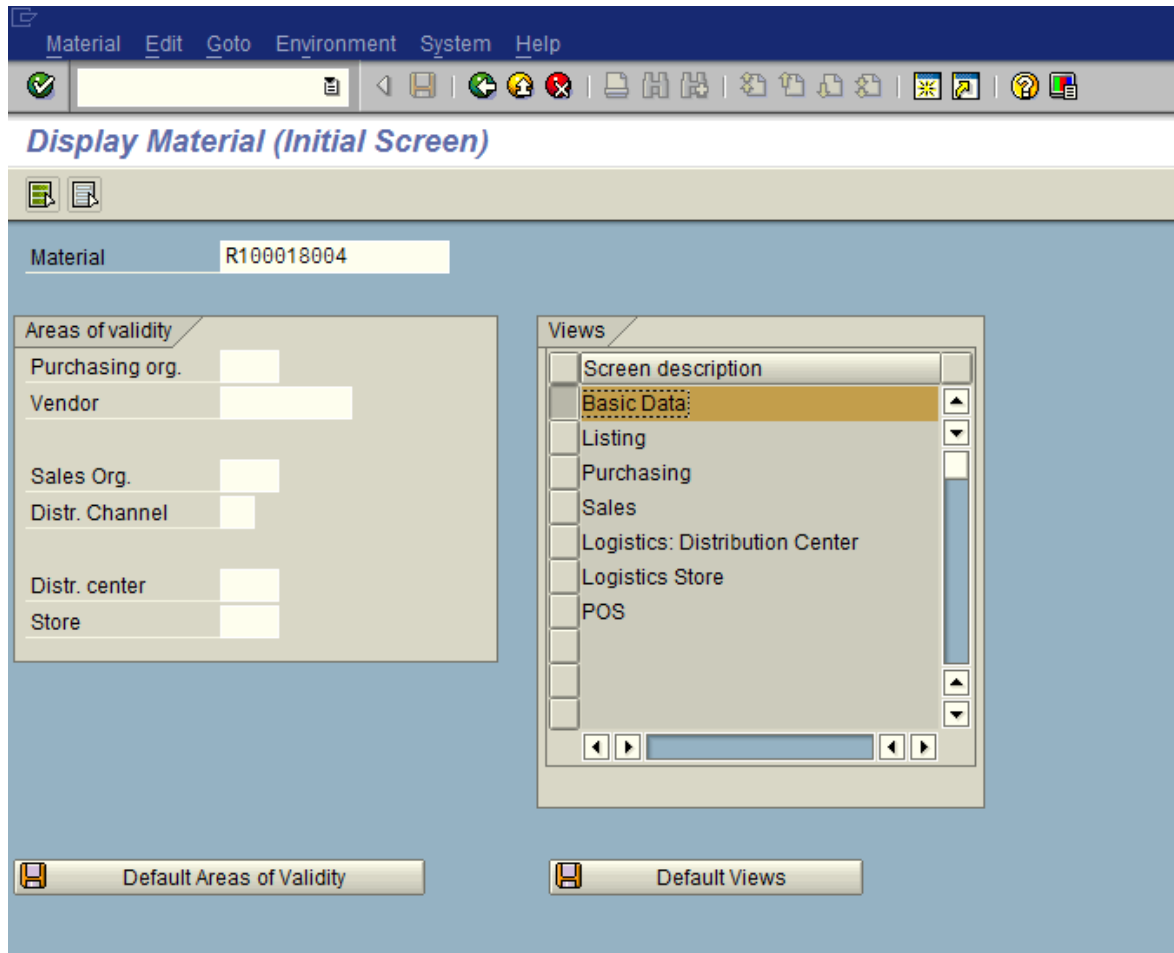 Material Edit Goto Environment System Help
Display Material (Initial Screen)
Material R100018004
Areas of validity
Purchasing org.
Vendor
Sales Org.
Distr. Channel
Distr. center
Store
Views
Screen description
Basic Data
Listing
Purchasing
Sales
Logistics: Distribution Center
Logistics Store
POS
Default Areas of Validity
Default Views